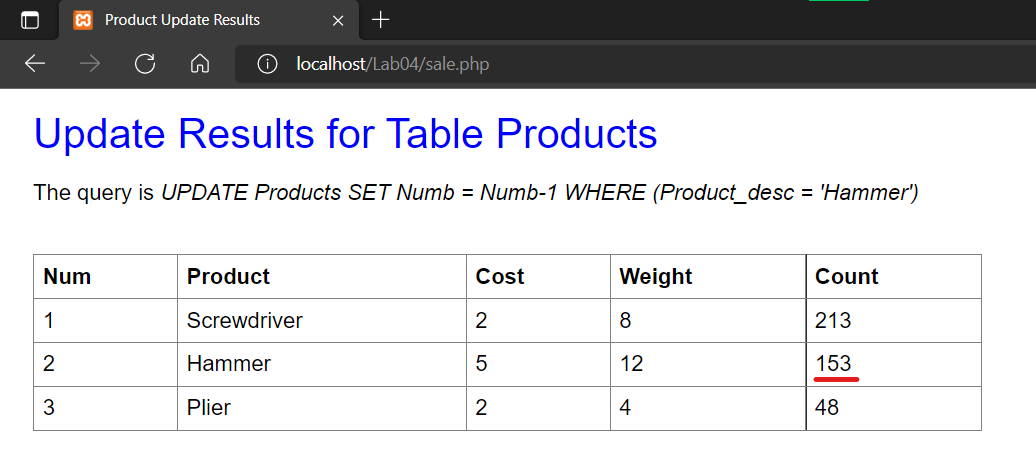 Product Update Results
localhost/Lab04/sale.php
Update Results for Table Products
The query is UPDATE Products SET Numb = Numb-1 WHERE (Product_desc = 'Hammer')
Num Product Cost Weight Count
1 Screwdriver 2 8 213
2 Hammer 5 12 153
3 Plier 2 4 48